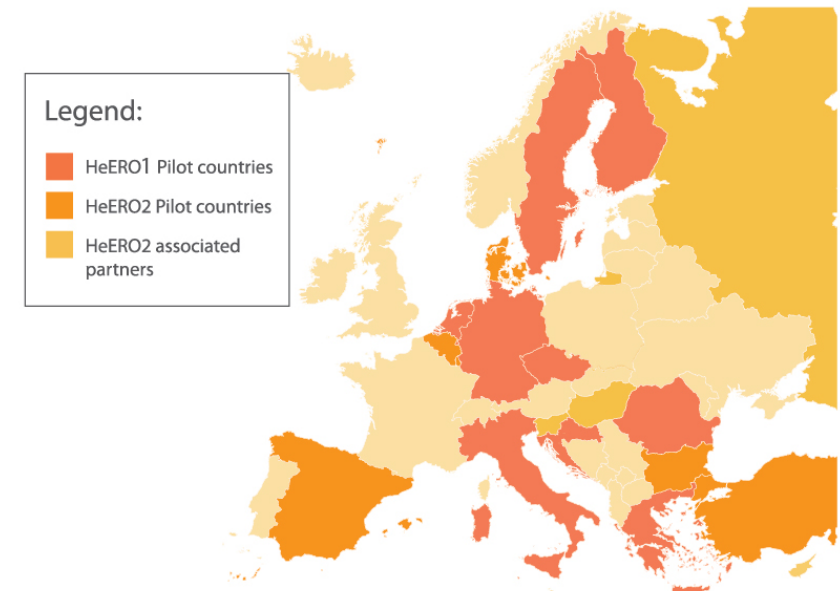 Legend:
HeERO1 Pilot countries
HeERO2 Pilot countries
HeERO2 associated
partners